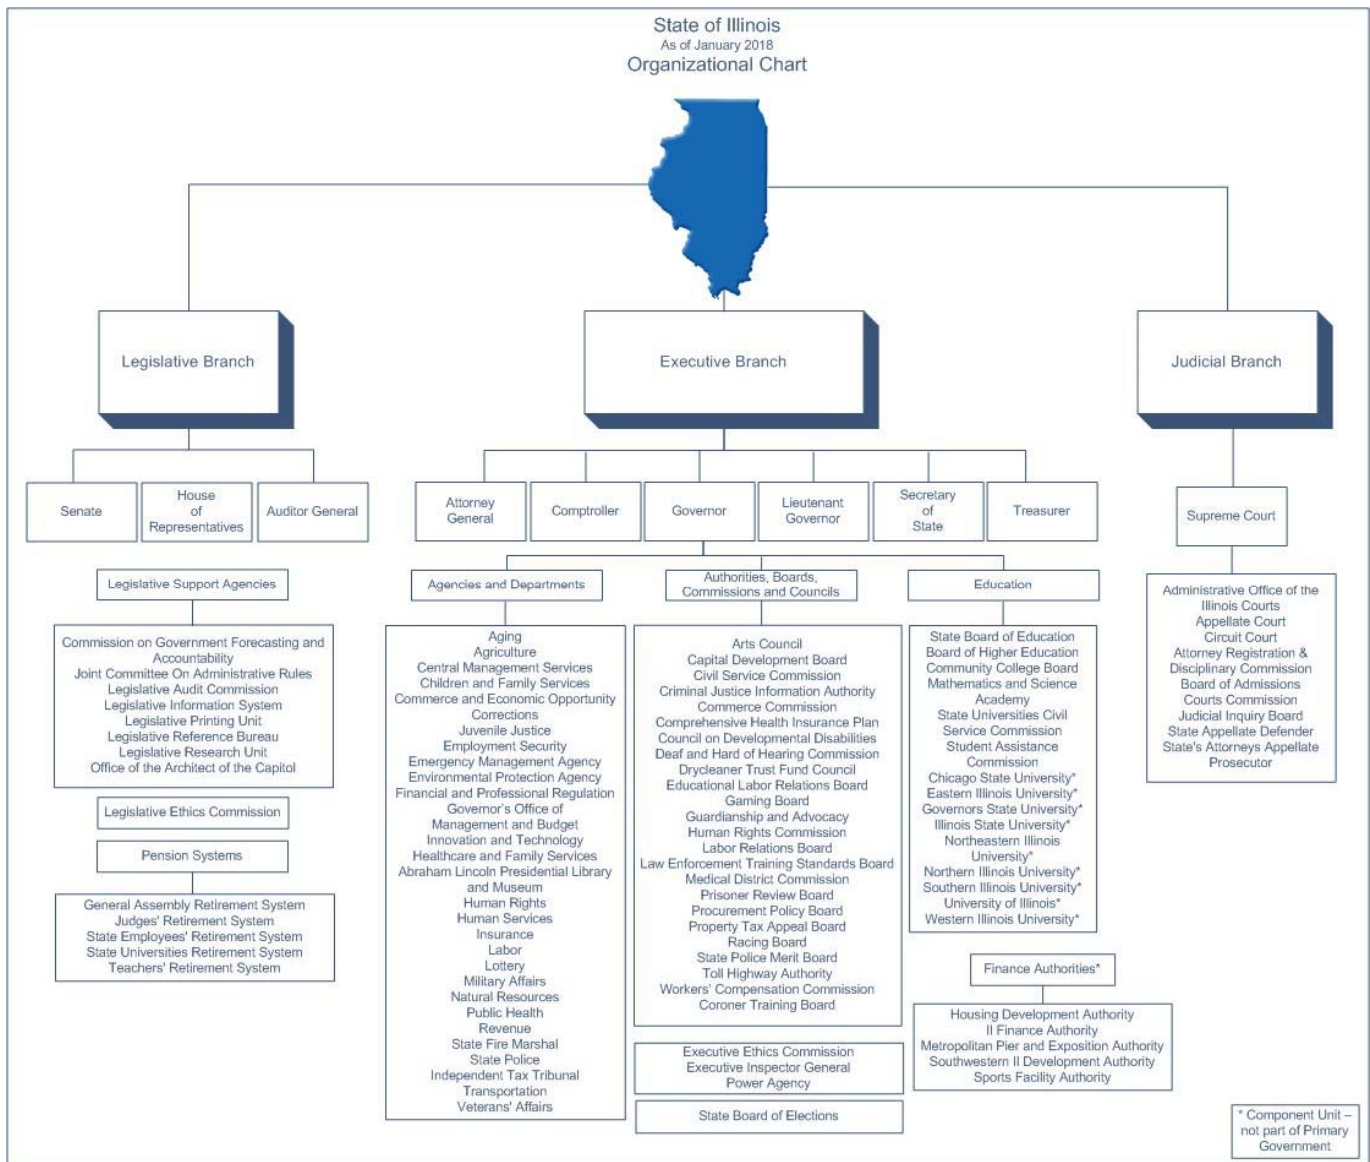 State of Illinois
As of January 2018
Organizational Chart
Legislative Branch
Executive Branch
Judicial Branch
Senate
House
of
Representatives
Auditor General
Attorney
General
Comptroller
Governor
Lieutenant
Governor
Secretary
of
State
Treasurer
Supreme Court
Legislative Support Agencies
Commission on Government Forecasting and
Accountability
Joint Committee On Administrative Rules
Legislative Audit Commission
Legislative Information System
Legislative Printing Unit
Legislative Reference Bureau
Legislative Research Unit
Office of the Architect of the Capitol
Legislative Ethics Commission
Pension Systems
General Assembly Retirement System
Judges' Retirement System
State Employees' Retirement System
State Universities Retirement System
Teachers' Retirement System
Agencies and Departments
Aging
Agriculture
Central Management Services
Children and Family Services
Commerce and Economic Opportunity
Corrections
Juvenile Justice
Employment Security
Emergency Management Agency
Environmental Protection Agency
Financial and Professional Regulation
Governor's Office of
Management and Budget
Innovation and Technology
Healthcare and Family Services
Abraham Lincoln Presidential Library
and Museum
Human Rights
Human Services
Insurance
Labor
Lottery
Military Affairs
Natural Resources
Public Health
Revenue
State Fire Marshal
State Police
Independent Tax Tribunal
Transportation
Veterans' Affairs
Authorities, Boards,
Commissions and Councils
Arts Council
Capital Development Board
Civil Service Commission
Criminal Justice Information Authority
Commerce Commission
Comprehensive Health Insurance Plan
Council on Developmental Disabilities
Deaf and Hard of Hearing Commission
Drycleaner Trust Fund Council
Educational Labor Relations Board
Gaming Board
Guardianship and Advocacy
Human Rights Commission
Labor Relations Board
Law Enforcement Training Standards Board
Medical District Commission
Prisoner Review Board
Procurement Policy Board
Property Tax Appeal Board
Racing Board
State Police Merit Board
Toll Highway Authority
Workers' Compensation Commission
Coroner Training Board
Executive Ethics Commission
Executive Inspector General
Power Agency
State Board of Elections
Education
State Board of Education
Board of Higher Education
Community College Board
Mathematics and Science
Academy
State Universities Civil
Service Commission
Student Assistance
Commission
Chicago State University*
Eastern Illinois University*
Governors State University*
Illinois State University*
Northeastern Illinois
University*
Northern Illinois University*
Southern Illinois University*
University of Illinois*
Western Illinois University*
Finance Authorities*
Housing Development Authority
Il Finance Authority
Metropolitan Pier and Exposition Authority
Southwestern Il Development Authority
Sports Facility Authority
Administrative Office of the
Illinois Courts
Appellate Court
Circuit Court
Attorney Registration &
Disciplinary Commission
Board of Admissions
Courts Commission
Judicial Inquiry Board
State Appellate Defender
State's Attorneys Appellate
Prosecutor
* Component Unit –
not part of Primary
Government